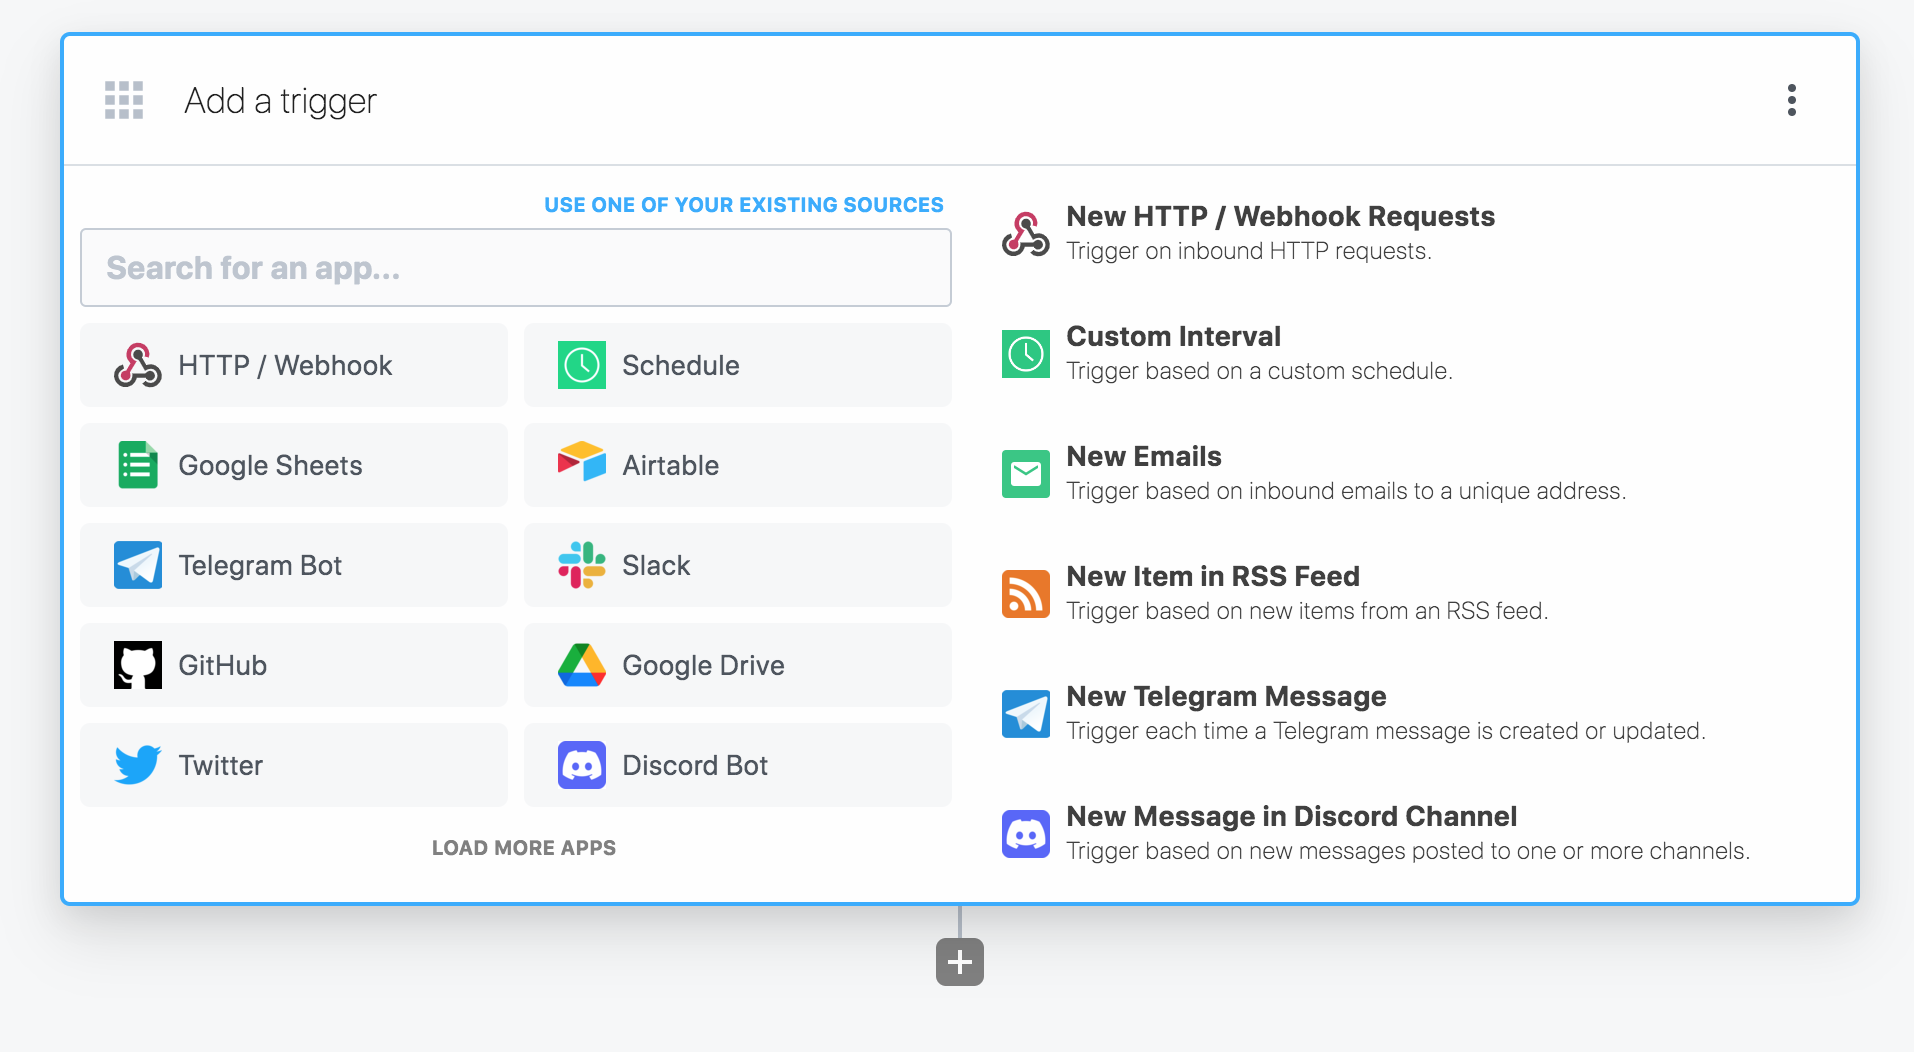 Add a trigger
USE ONE OF YOUR EXISTING SOURCES
Search for an app...
HTTP / Webhook
Schedule
Google Sheets
Airtable
Telegram Bot
Slack
GitHub
Google Drive
Twitter
Discord Bot
LOAD MORE APPS
New HTTP / Webhook Requests
Trigger on inbound HTTP requests.
Custom Interval
Trigger based on a custom schedule.
New Emails
Trigger based on inbound emails to a unique address.
New Item in RSS Feed
Trigger based on new items from an RSS feed.
New Telegram Message
Trigger each time a Telegram message is created or updated.
New Message in Discord Channel
Trigger based on new messages posted to one or more channels.